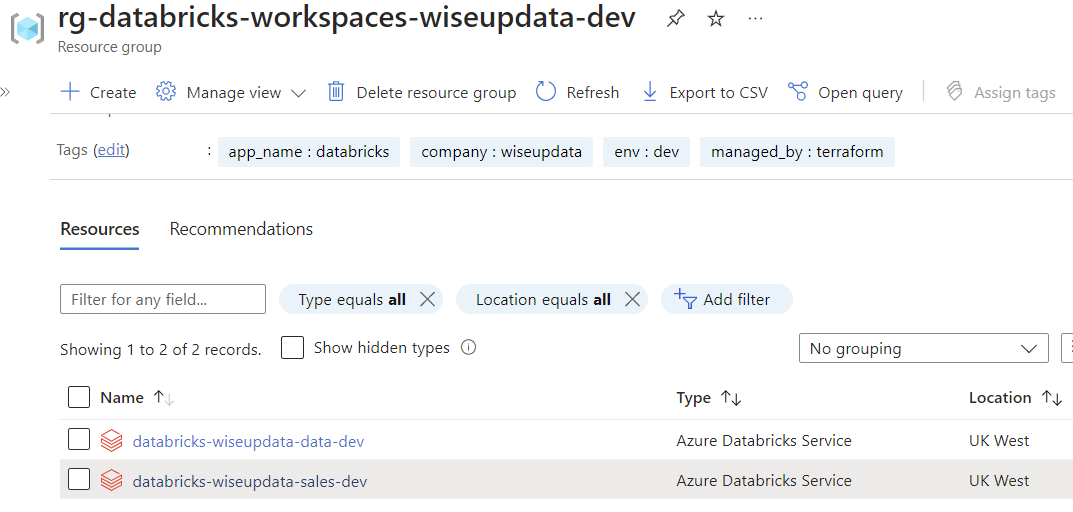 rg-databricks-workspaces-wiseupdata-dev
Resource group
Create Manage view Delete resource group Refresh Export to CSV Open query Assign tags
Tags (edit) : app_name : databricks company : wiseupdata env : dev managed_by : terraform
Resources Recommendations
Filter for any field... Type equals all Location equals all Add filter
Showing 1 to 2 of 2 records. Show hidden types No grouping
Name Type Location
databricks-wiseupdata-data-dev Azure Databricks Service UK West
databricks-wiseupdata-sales-dev Azure Databricks Service UK West